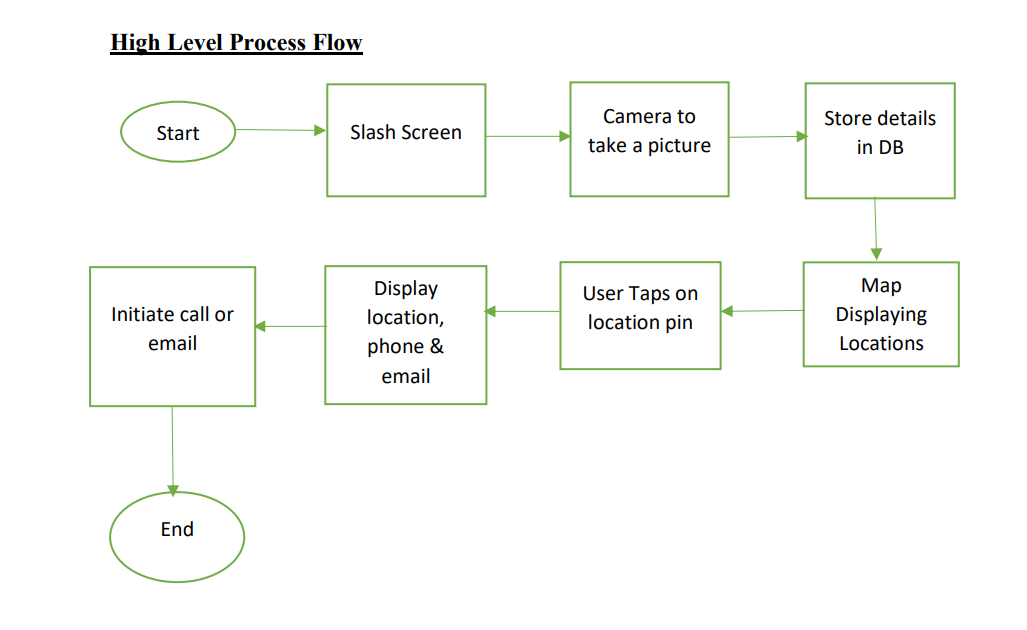 High Level Process Flow
Start
Slash Screen
Camera to
take a picture
Store details
in DB
Map
Displaying
Locations
User Taps on
location pin
Display
location,
phone &
email
Initiate call or
email
End